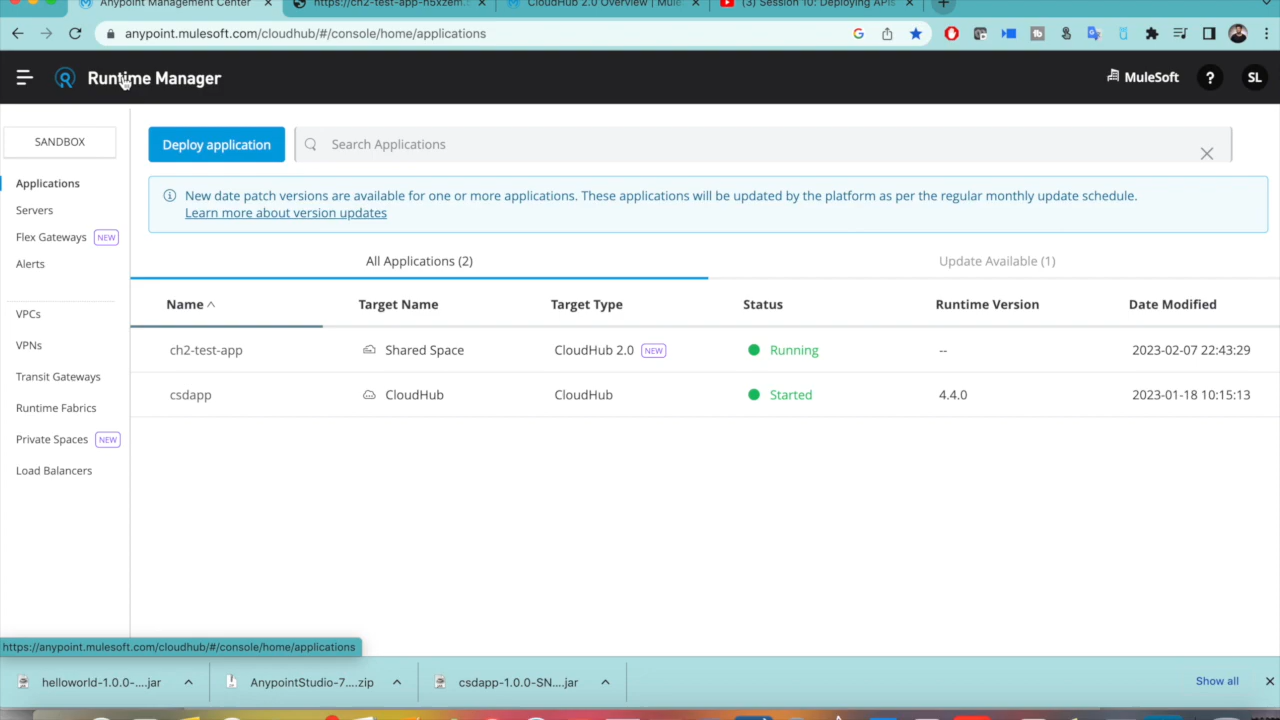 Anypoint Management Center
https://ch2-test-app-h5xzem.
CloudHub 2.0 Overview | Mule
(3) Session 10: Deploying APIs
anypoint.mulesoft.com/cloudhub/#/console/home/applications
Runtime Manager
MuleSoft
?
SL
SANDBOX
Deploy application
Search Applications
Applications
Servers
Flex Gateways NEW
Alerts
VPCs
VPNs
Transit Gateways
Runtime Fabrics
Private Spaces NEW
Load Balancers
New date patch versions are available for one or more applications. These applications will be updated by the platform as per the regular monthly update schedule.
Learn more about version updates
All Applications (2)
Update Available (1)
Name Target Name Target Type Status Runtime Version Date Modified
ch2-test-app Shared Space CloudHub 2.0 NEW Running -- 2023-02-07 22:43:29
csdapp CloudHub CloudHub Started 4.4.0 2023-01-18 10:15:13
https://anypoint.mulesoft.com/cloudhub/#/console/home/applications
helloworld-1.0.0-....jar
AnypointStudio-7....zip
csdapp-1.0.0-SN....jar
Show all